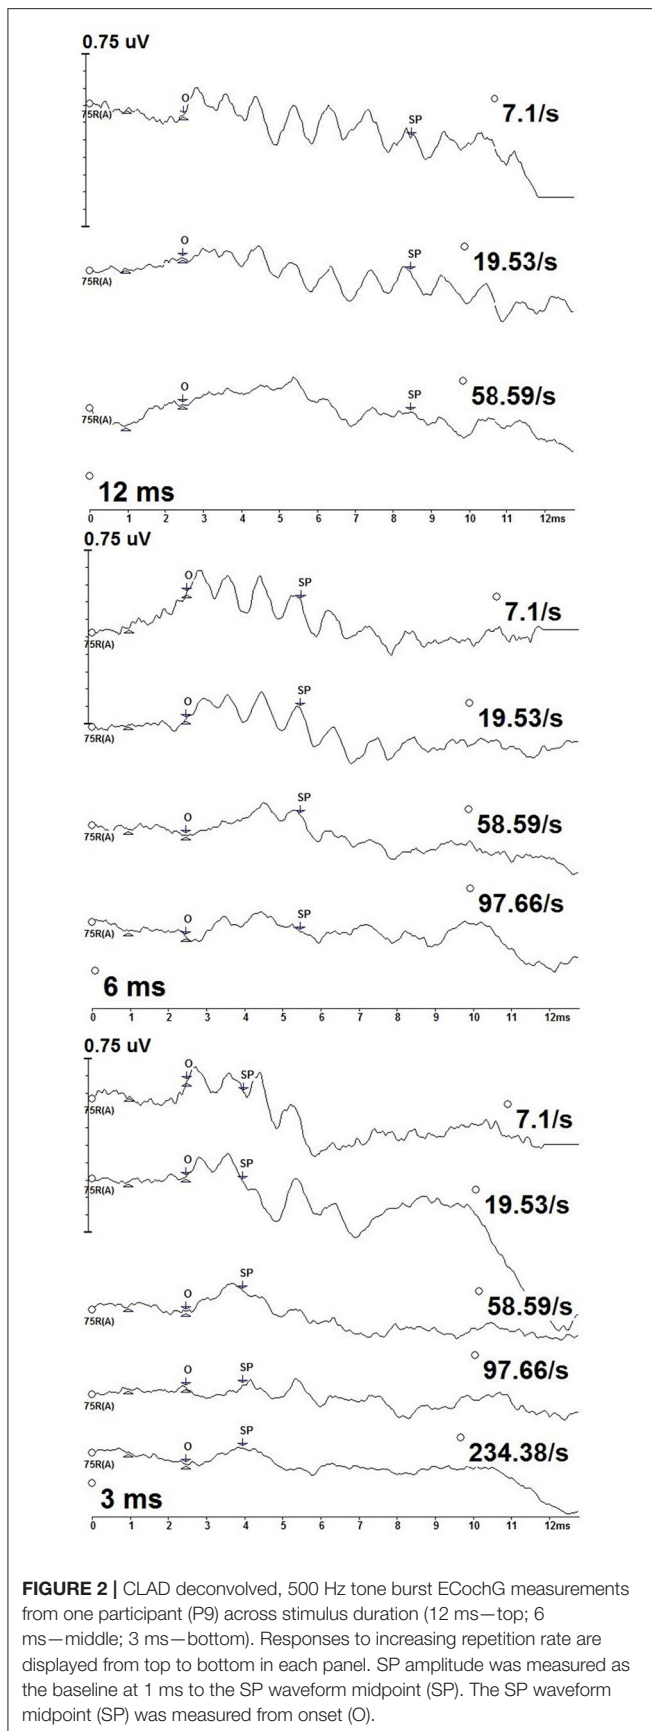 0.75 uV
O
7.1/s
SP
75R(A)
O
SP
19.53/s
75R(A)
O
SP
58.59/s
75R(A)
12 ms
0 1 2 3 4 5 6 7 8 9 10 11 12ms
0.75 uV
O
SP
7.1/s
75R(A)
SP
O
19.53/s
75R(A)
SP
O
58.59/s
75R(A)
97.66/s
O
SP
75R(A)
6 ms
0 1 2 3 4 5 6 7 8 9 10 11 12ms
0.75 uV
O
SP
7.1/s
75R(A)
O
SP
19.53/s
75R(A)
SP
O
58.59/s
75R(A)
O
SP
97.66/s
75R(A)
SP
O
234.38/s
75R(A)
3 ms
0 1 2 3 4 5 6 7 8 9 10 11 12ms
FIGURE 2 | CLAD deconvolved, 500 Hz tone burst ECochG measurements
from one participant (P9) across stimulus duration (12 ms—top; 6
ms—middle; 3 ms—bottom). Responses to increasing repetition rate are
displayed from top to bottom in each panel. SP amplitude was measured as
the baseline at 1 ms to the SP waveform midpoint (SP). The SP waveform
midpoint (SP) was measured from onset (O).